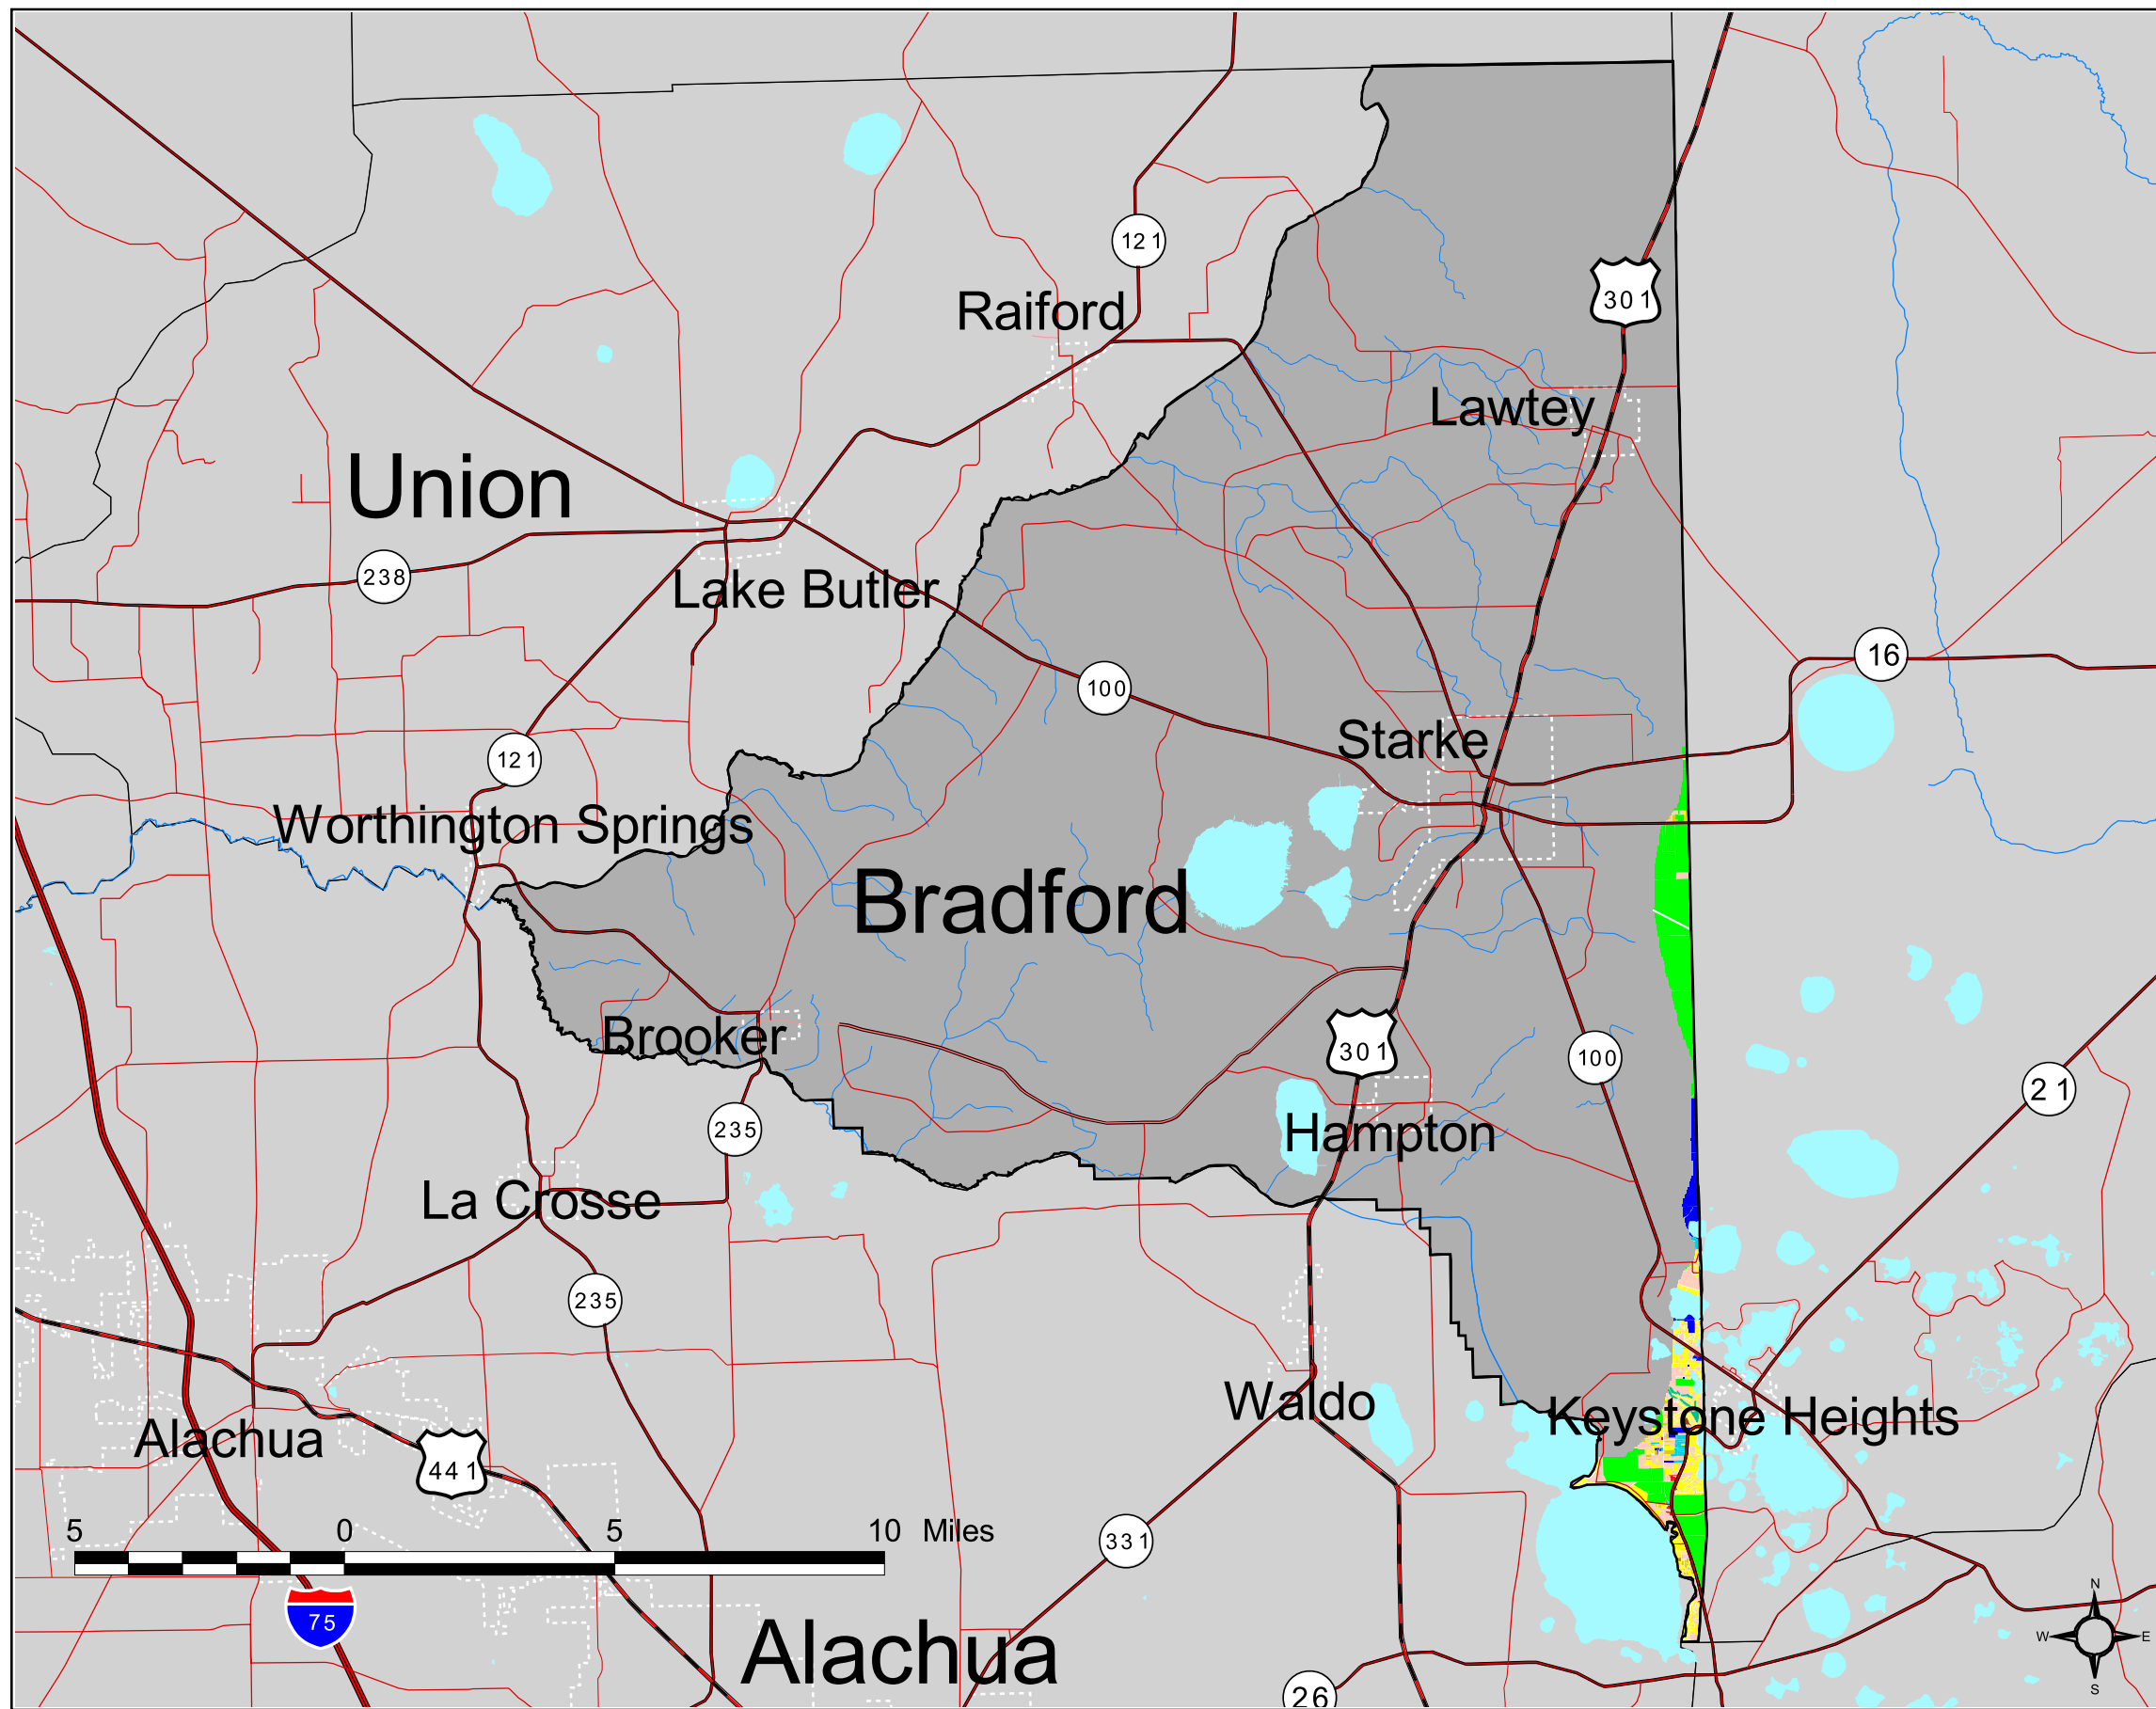 121
Raiford
301
Lawtey
Union
238
Lake Butler
16
100
Starke
121
Worthington Springs
Bradford
Brooker
301
100
21
235
Hampton
La Crosse
235
Waldo
Keystone Heights
Alachua
441
5 0 5 10 Miles
331
75
Alachua
26
N
W E
S